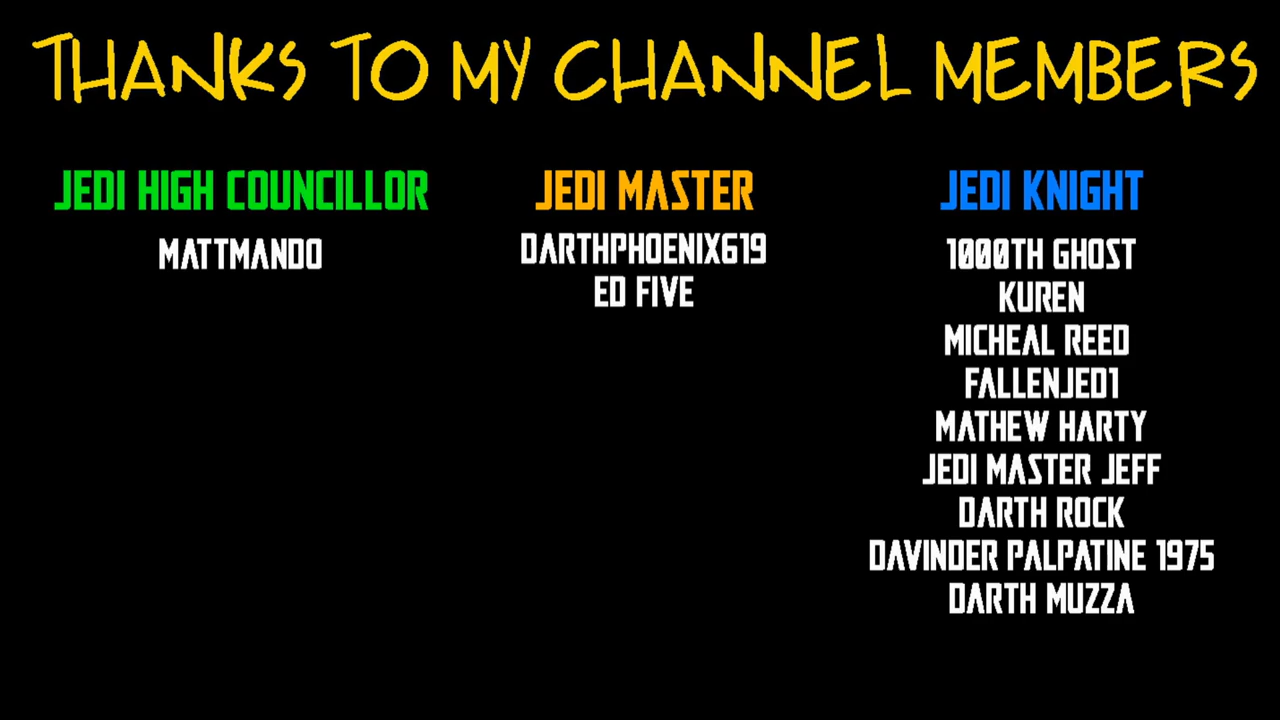 THANKS TO MY CHANNEL MEMBERS
JEDI HIGH COUNCILLOR
MATTMANDO
JEDI MASTER
DARTHPHOENIX619
ED FIVE
JEDI KNIGHT
1000TH GHOST
KUREN
MICHEAL REED
FALLENJED1
MATHEW HARTY
JEDI MASTER JEFF
DARTH ROCK
DAVINDER PALPATINE 1975
DARTH MUZZA